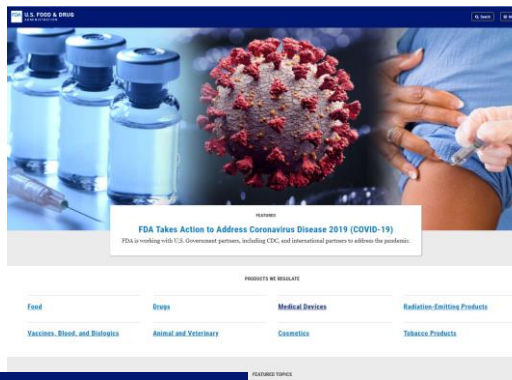 FDA
U.S. FOOD & DRUG
ADMINISTRATION
Search
FEATURED
FDA Takes Action to Address Coronavirus Disease 2019 (COVID-19)
FDA is working with U.S. Government partners, including CDC, and international partners to address the pandemic.
PRODUCTS WE REGULATE
Food
Drugs
Medical Devices
Radiation-Emitting Products
Vaccines, Blood, and Biologics
Animal and Veterinary
Cosmetics
Tobacco Products
FEATURED TOPICS